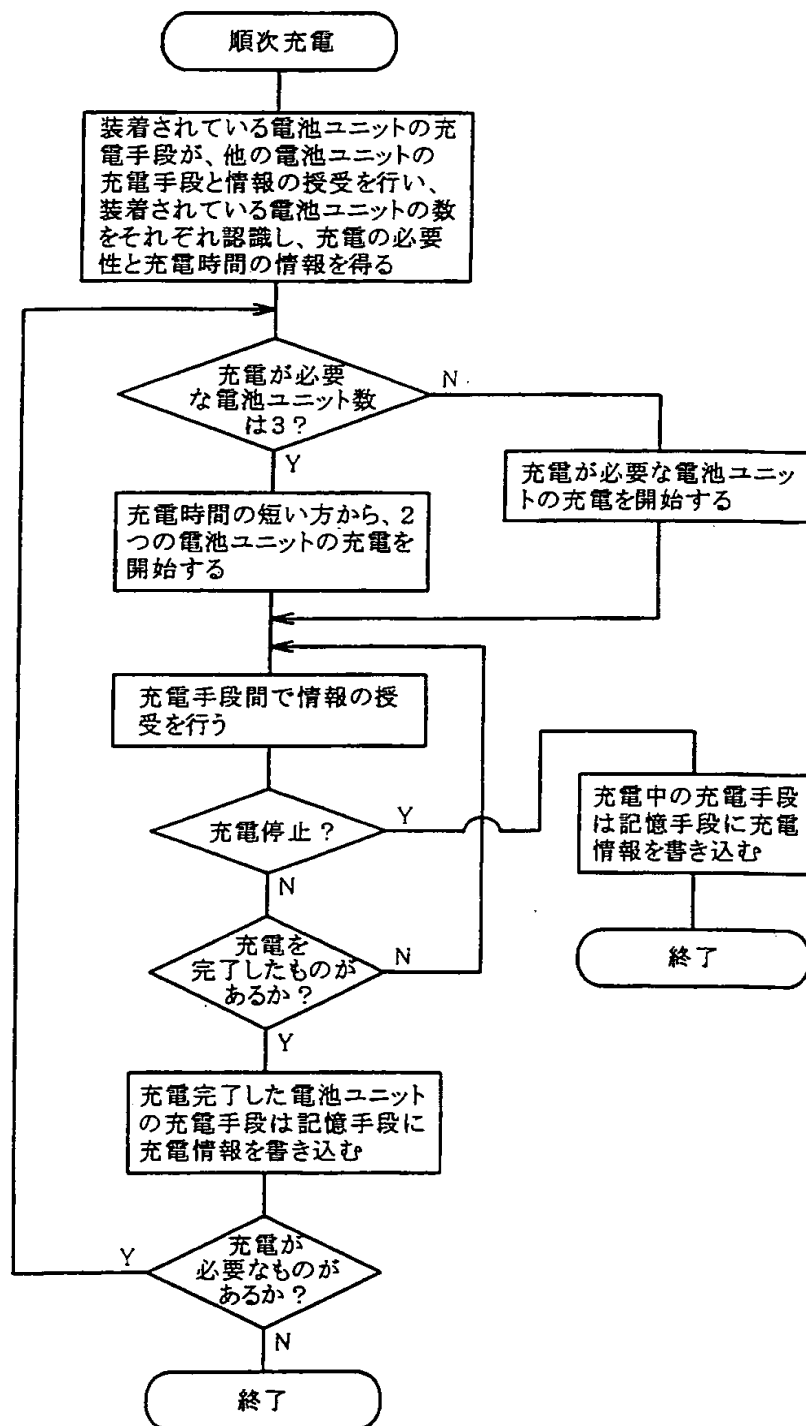 順次充電
装着されている電池ユニットの充
電手段が、他の電池ユニットの
充電手段と情報の授受を行い、
装着されている電池ユニットの数
をそれぞれ認識し、充電の必要
性と充電時間の情報を得る
充電が必要
な電池ユニット数
は3?
N
Y
充電が必要な電池ユニッ
トの充電を開始する
充電時間の短い方から、2
つの電池ユニットの充電を
開始する
充電手段間で情報の授
受を行う
充電停止?
Y
N
充電中の充電手段
は記憶手段に充電
情報を書き込む
終了
充電を
完了したものが
あるか?
N
Y
充電完了した電池ユニット
の充電手段は記憶手段に
充電情報を書き込む
充電が
必要なものが
あるか?
Y
N
終了